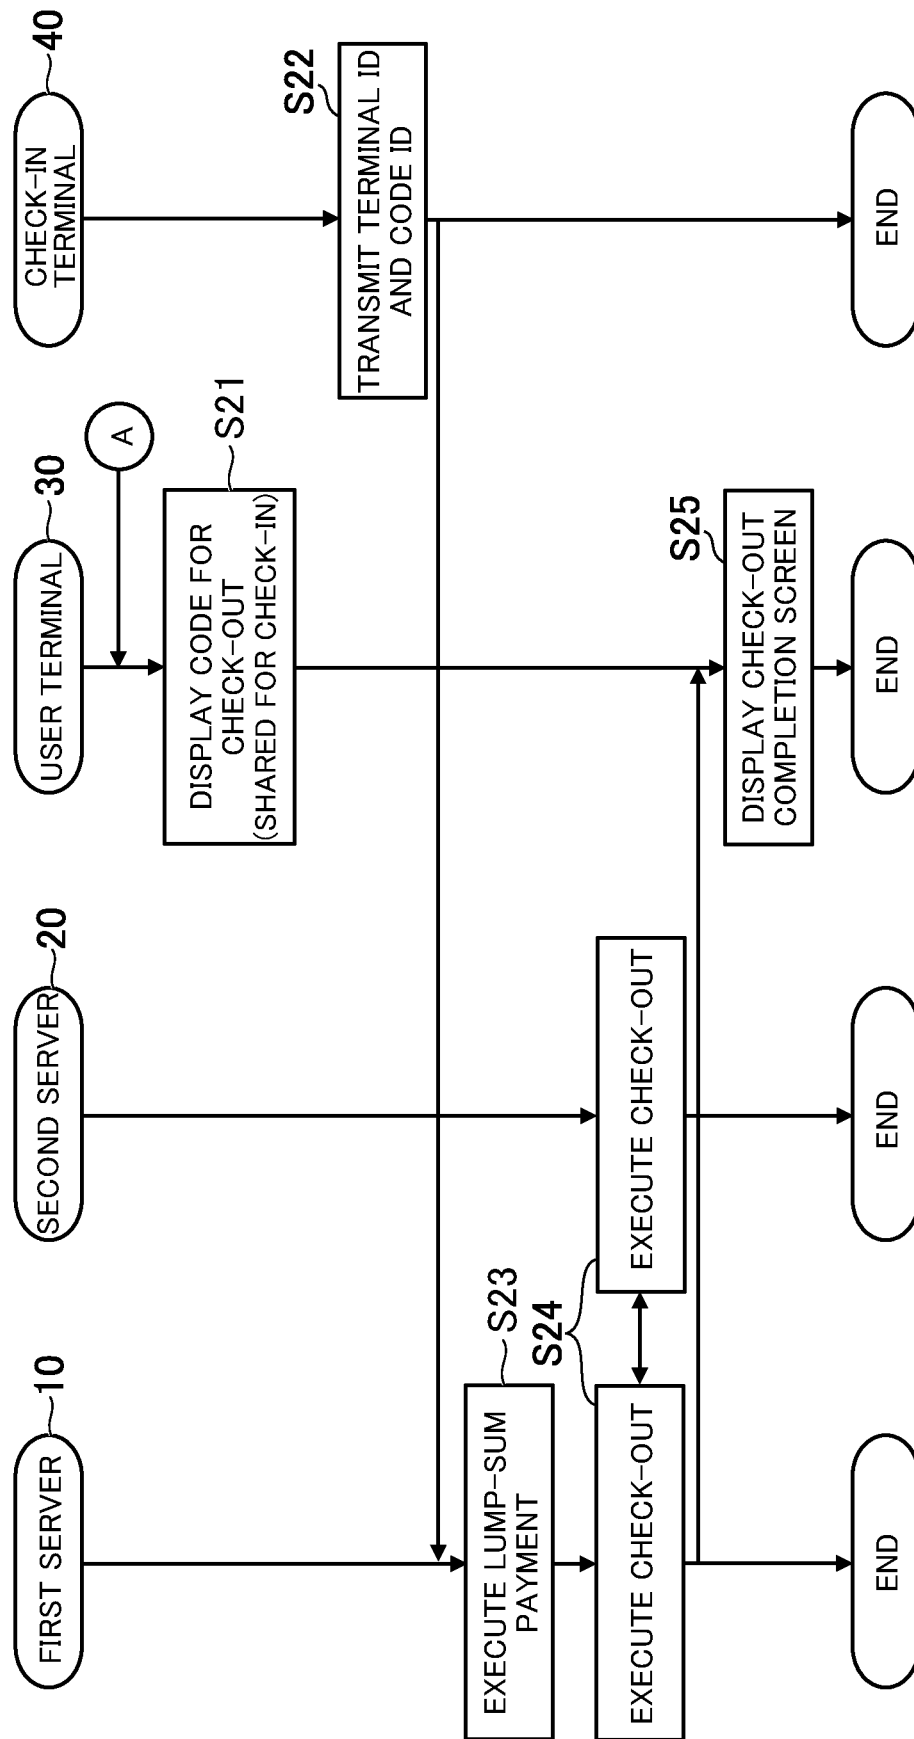 FIRST SERVER
10
SECOND SERVER
20
USER TERMINAL
30
CHECK-IN
TERMINAL
40
A
DISPLAY CODE FOR
CHECK-OUT
(SHARED FOR CHECK-IN)
S21
TRANSMIT TERMINAL ID
AND CODE ID
S22
EXECUTE LUMP-SUM
PAYMENT
S23
EXECUTE CHECK-OUT
S24
EXECUTE CHECK-OUT
DISPLAY CHECK-OUT
COMPLETION SCREEN
S25
END
END
END
END